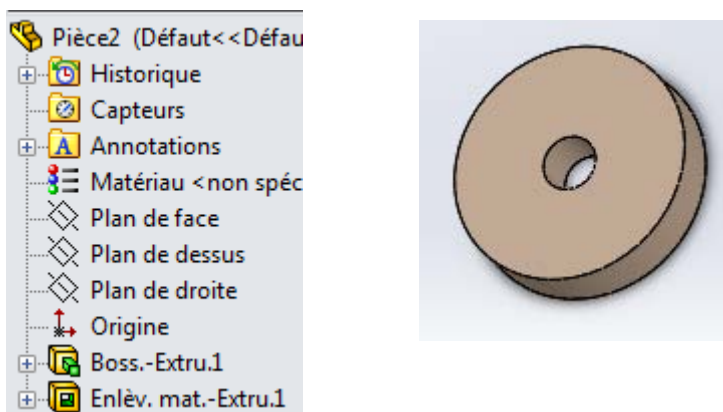 Pièce2 (Défaut<<Défau
Historique
Capteurs
Annotations
Matériau <non spéc
Plan de face
Plan de dessus
Plan de droite
Origine
Boss.-Extru.1
Enlèv. mat.-Extru.1